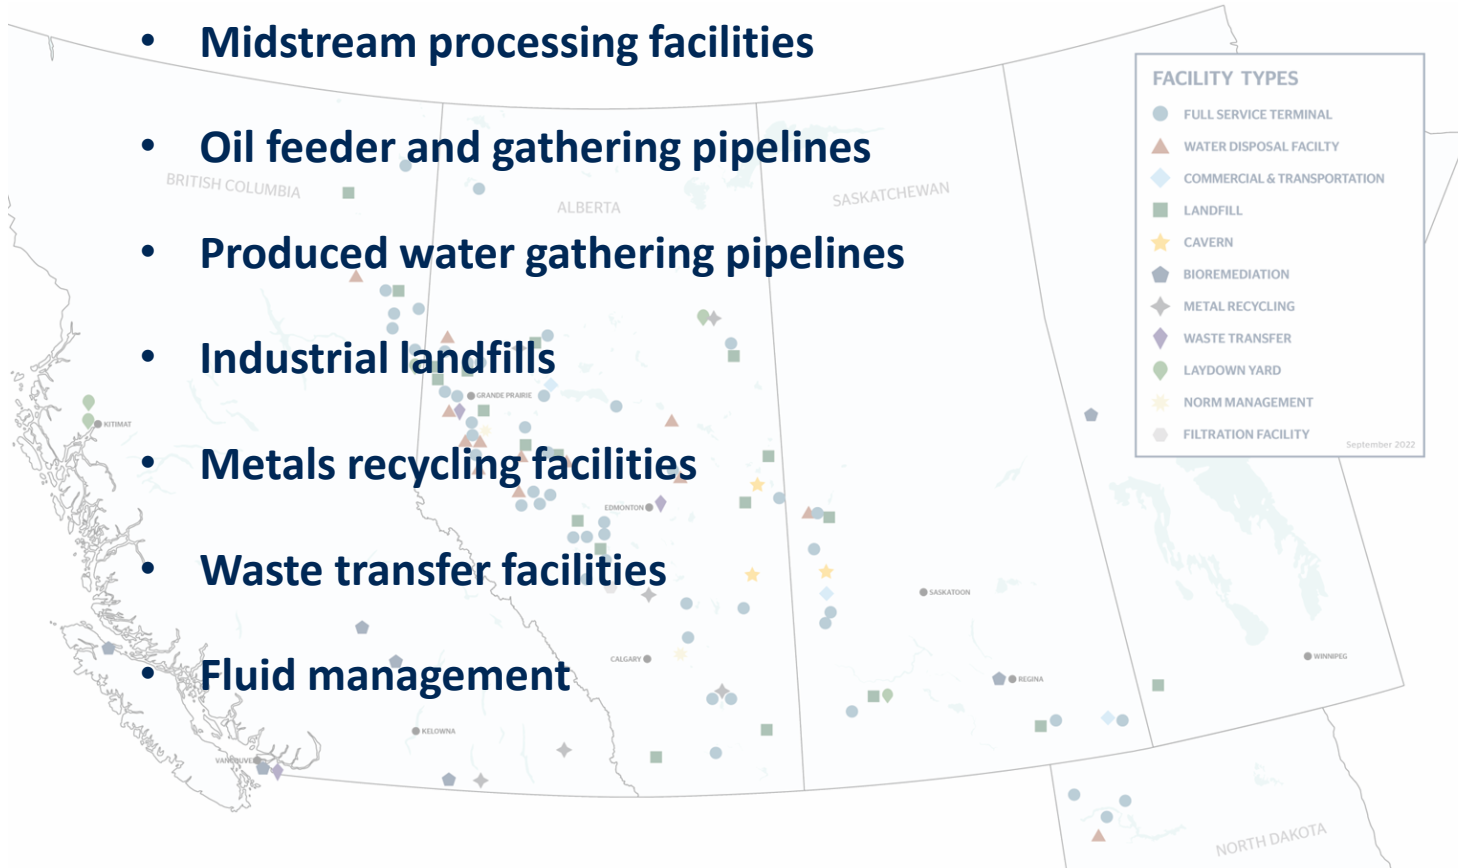 • Midstream processing facilities
• Oil feeder and gathering pipelines
• Produced water gathering pipelines
• Industrial landfills
• Metals recycling facilities
• Waste transfer facilities
• Fluid management
BRITISH COLUMBIA
ALBERTA
SASKATCHEWAN
GRANDE PRAIRIE
KITIMAT
EDMONTON
SASKATOON
CALGARY
WINNIPEG
REGINA
KELOWNA
VANCOUVER
NORTH DAKOTA
FACILITY TYPES
FULL SERVICE TERMINAL
WATER DISPOSAL FACILTY
COMMERCIAL & TRANSPORTATION
LANDFILL
CAVERN
BIOREMEDIATION
METAL RECYCLING
WASTE TRANSFER
LAYDOWN YARD
NORM MANAGEMENT
FILTRATION FACILITY
September 2022